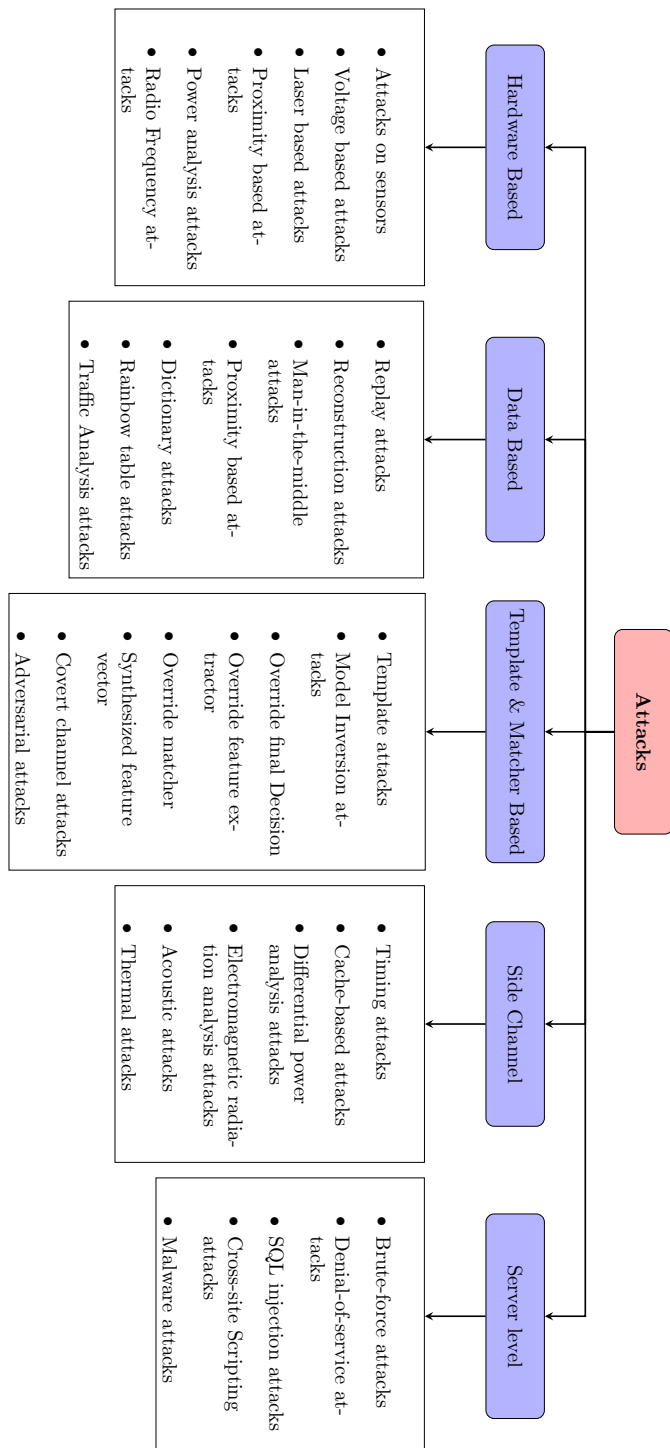 Attacks
Hardware Based
• Attacks on sensors
• Voltage based attacks
• Laser based attacks
• Proximity based at-
tacks
• Power analysis attacks
• Radio Frequency at-
tacks
Data Based
• Replay attacks
• Reconstruction attacks
• Man-in-the-middle
attacks
• Proximity based at-
tacks
• Dictionary attacks
• Rainbow table attacks
• Traffic Analysis attacks
Template & Matcher Based
• Template attacks
• Model Inversion at-
tacks
• Override final Decision
• Override feature ex-
tractor
• Override matcher
• Synthesized feature
vector
• Covert channel attacks
• Adversarial attacks
Side Channel
• Timing attacks
• Cache-based attacks
• Differential power
analysis attacks
• Electromagnetic radia-
tion analysis attacks
• Acoustic attacks
• Thermal attacks
Server level
• Brute-force attacks
• Denial-of-service at-
tacks
• SQL injection attacks
• Cross-site Scripting
attacks
• Malware attacks